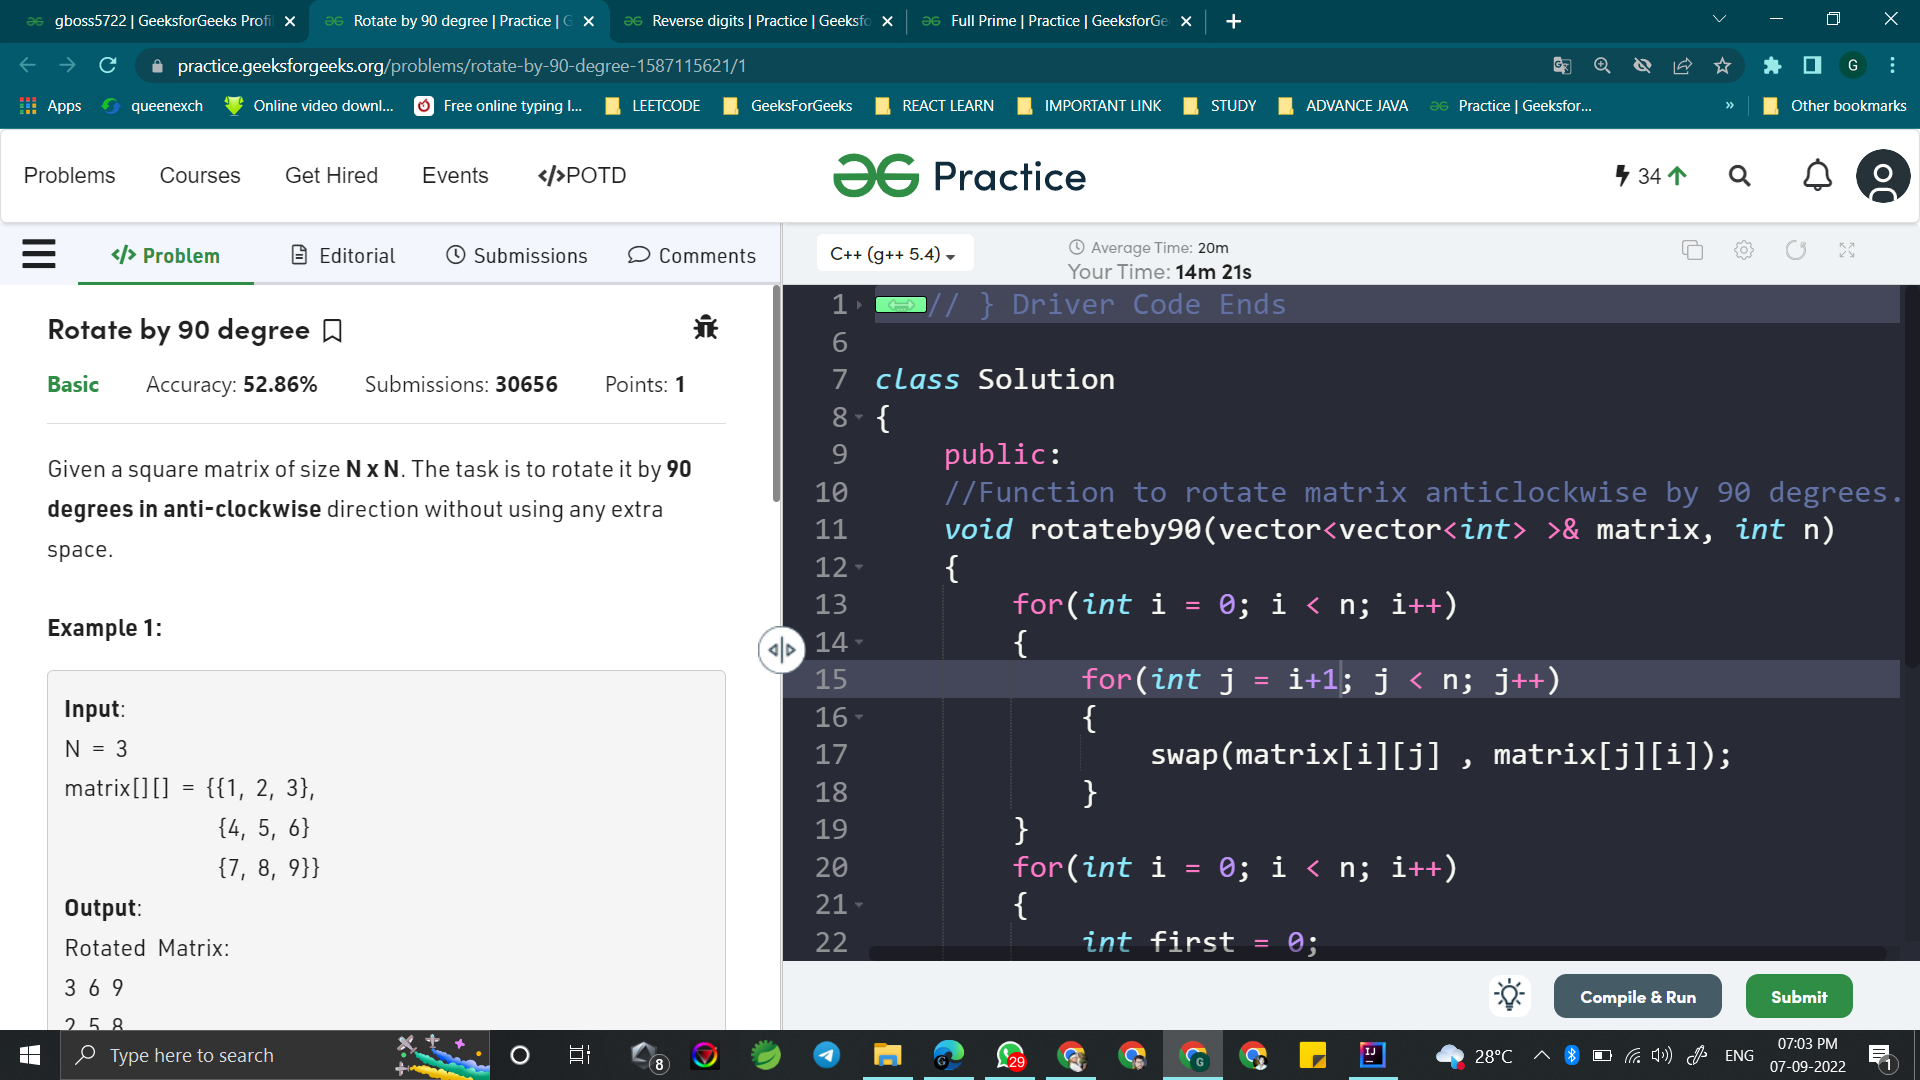 gboss5722 | GeeksforGeeks Profi
Rotate by 90 degree | Practice | G
Reverse digits | Practice | Geeksfo
Full Prime | Practice | GeeksforGe
practice.geeksforgeeks.org/problems/rotate-by-90-degree-1587115621/1
G
Apps
queenexch
Online video downl...
Free online typing l...
LEETCODE
GeeksForGeeks
REACT LEARN
IMPORTANT LINK
STUDY
ADVANCE JAVA
Practice | Geeksfor...
»
Other bookmarks
Problems
Courses
Get Hired
Events
</>POTD
Practice
34
</> Problem
Editorial
Submissions
Comments
C++ (g++ 5.4)
Average Time: 20m
Your Time: 14m 21s
Rotate by 90 degree
Basic Accuracy: 52.86% Submissions: 30656 Points: 1
Given a square matrix of size N x N. The task is to rotate it by 90
degrees in anti-clockwise direction without using any extra
space.
Example 1:
Input:
N = 3
matrix[][] = {{1, 2, 3},
{4, 5, 6}
{7, 8, 9}}
Output:
Rotated Matrix:
3 6 9
2 5 8
1 // } Driver Code Ends
6
7 class Solution
8 {
9 public:
10 //Function to rotate matrix anticlockwise by 90 degrees.
11 void rotateby90(vector<vector<int> >& matrix, int n)
12 {
13 for(int i = 0; i < n; i++)
14 {
15 for(int j = i+1; j < n; j++)
16 {
17 swap(matrix[i][j] , matrix[j][i]);
18 }
19 }
20 for(int i = 0; i < n; i++)
21 {
22 int first = 0;
Compile & Run
Submit
Type here to search
8
29
G
IJ
28°C
ENG
07:03 PM
07-09-2022
1